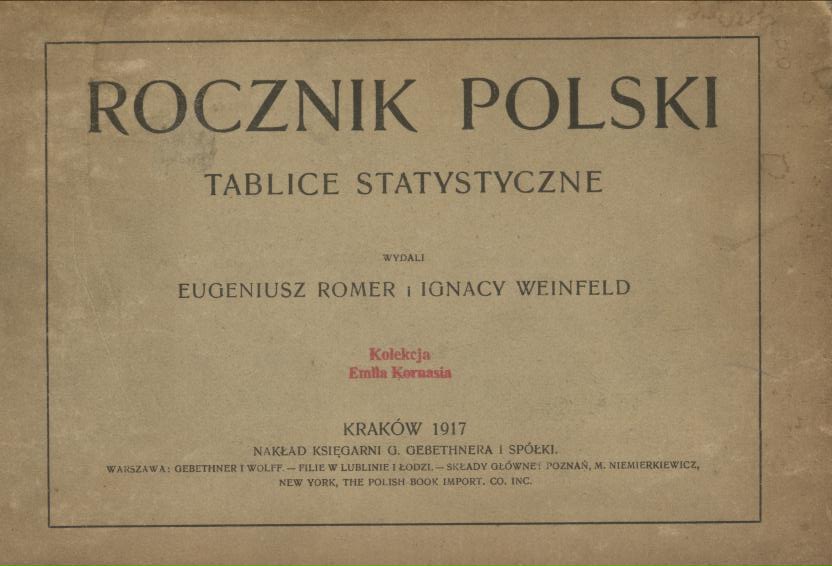 ROCZNIK POLSKI
TABLICE STATYSTYCZNE
WYDALI
EUGENIUSZ ROMER i IGNACY WEINFELD
Kolekcja
Emila Kornasia
KRAKÓW 1917
NAKŁAD KSIĘGARNI G. GEBETHNERA I SPÓŁKI.
WARSZAWA: GEBETHNER I WOLFF. — FILIE W LUBLINIE I ŁODZI. — SKŁADY GŁÓWNE: POZNAŃ, M. NIEMIERKIEWICZ,
NEW YORK, THE POLISH BOOK IMPORT. CO. INC.